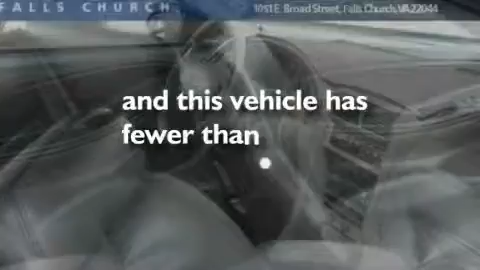 FALLS CHURCH
1051 E. Broad Street, Falls Church, VA 22044
and this vehicle has
fewer than